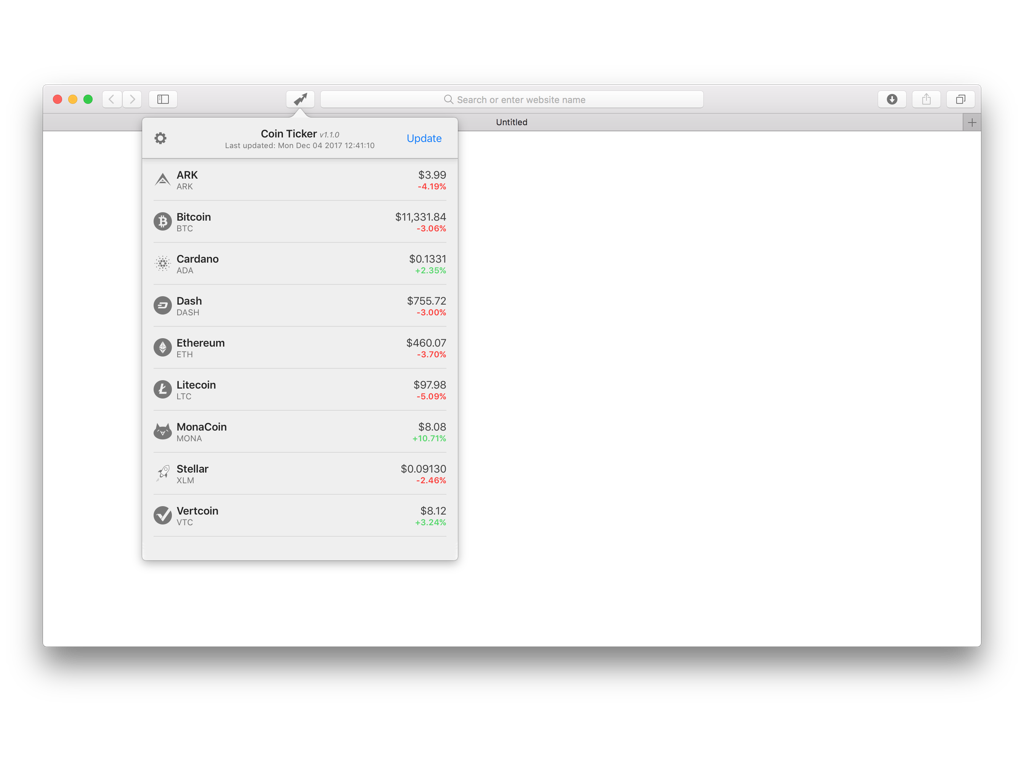 Search or enter website name
Untitled
Coin Ticker v1.1.0
Last updated: Mon Dec 04 2017 12:41:10
Update
ARK $3.99
ARK -4.19%
Bitcoin $11,331.84
BTC -3.06%
Cardano $0.1331
ADA +2.35%
Dash $755.72
DASH -3.00%
Ethereum $460.07
ETH -3.70%
Litecoin $97.98
LTC -5.09%
MonaCoin $8.08
MONA +10.71%
Stellar $0.09130
XLM -2.46%
Vertcoin $8.12
VTC +3.24%